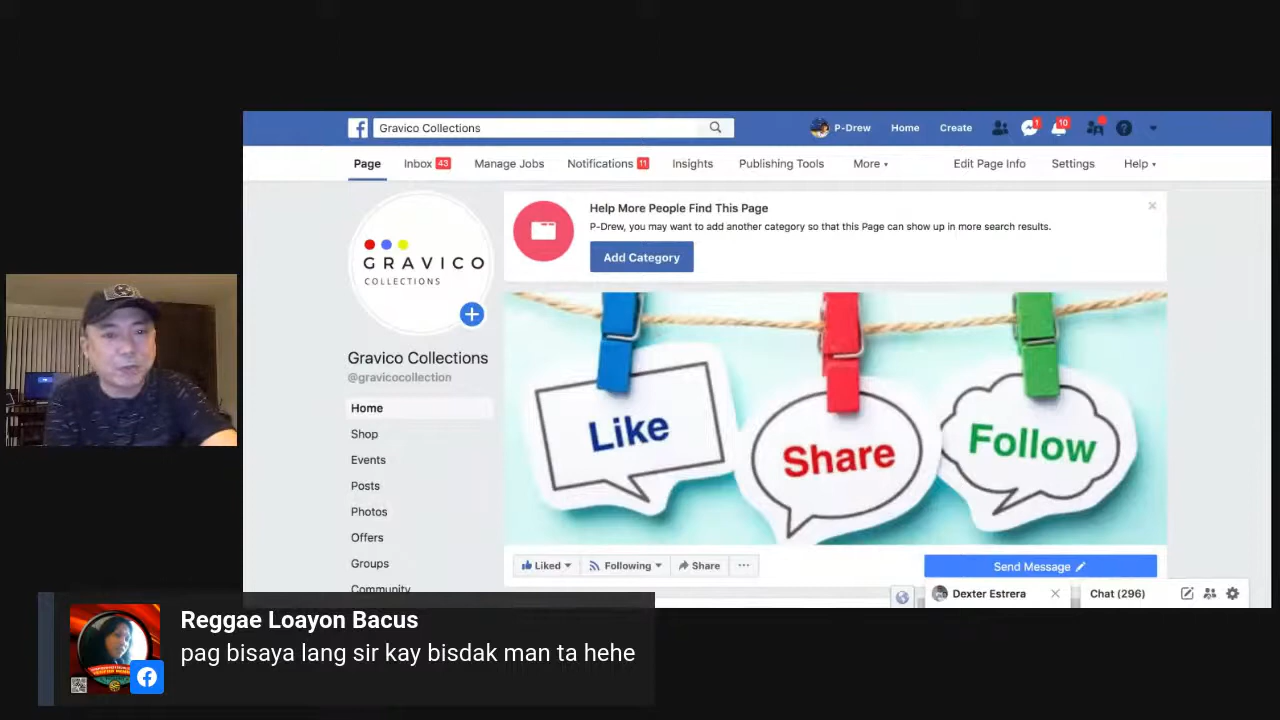 Gravico Collections
P-Drew
Home
Create
1
10
Page
Inbox 43
Manage Jobs
Notifications 11
Insights
Publishing Tools
More
Edit Page Info
Settings
Help
GRAVICO
COLLECTIONS
Gravico Collections
@gravicocollection
Home
Shop
Events
Posts
Photos
Offers
Groups
Community
Help More People Find This Page
P-Drew, you may want to add another category so that this Page can show up in more search results.
Add Category
Like
Share
Follow
Liked
Following
Share
Send Message
Dexter Estrera
Chat (296)
Reggae Loayon Bacus
pag bisaya lang sir kay bisdak man ta hehe